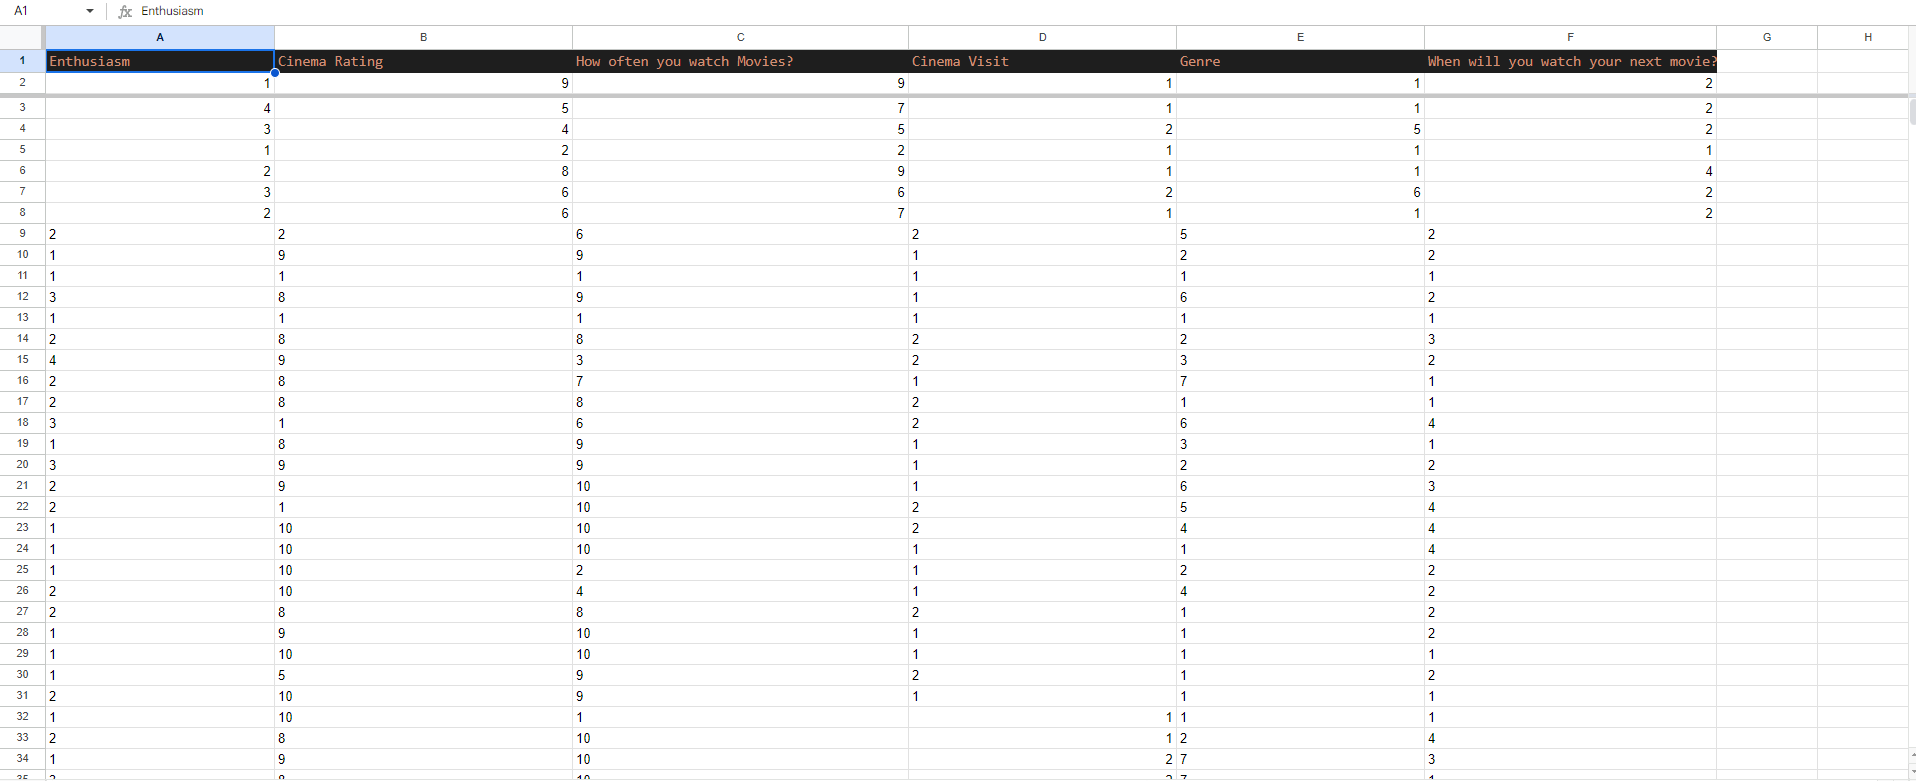 A1 fx Enthusiasm
A B C D E F G H
1 Enthusiasm Cinema Rating How often you watch Movies? Cinema Visit Genre When will you watch your next movie?
2 1 9 9 1 1 2
3 4 5 7 1 1 2
4 3 4 5 2 5 2
5 1 2 2 1 1 1
6 2 8 9 1 1 4
7 3 6 6 2 6 2
8 2 6 7 1 1 2
9 2 2 6 2 5 2
10 1 9 9 1 2 2
11 1 1 1 1 1 1
12 3 8 9 1 6 2
13 1 1 1 1 1 1
14 2 8 8 2 2 3
15 4 9 3 2 3 2
16 2 8 7 1 7 1
17 2 8 8 2 1 1
18 3 1 6 2 6 4
19 1 8 9 1 3 1
20 3 9 9 1 2 2
21 2 9 10 1 6 3
22 2 1 10 2 5 4
23 1 10 10 2 4 4
24 1 10 10 1 1 4
25 1 10 2 1 2 2
26 2 10 4 1 4 2
27 2 8 8 2 1 2
28 1 9 10 1 1 2
29 1 10 10 1 1 1
30 1 5 9 2 1 2
31 2 10 9 1 1 1
32 1 10 1 1 1 1
33 2 8 10 1 2 4
34 1 9 10 2 7 3